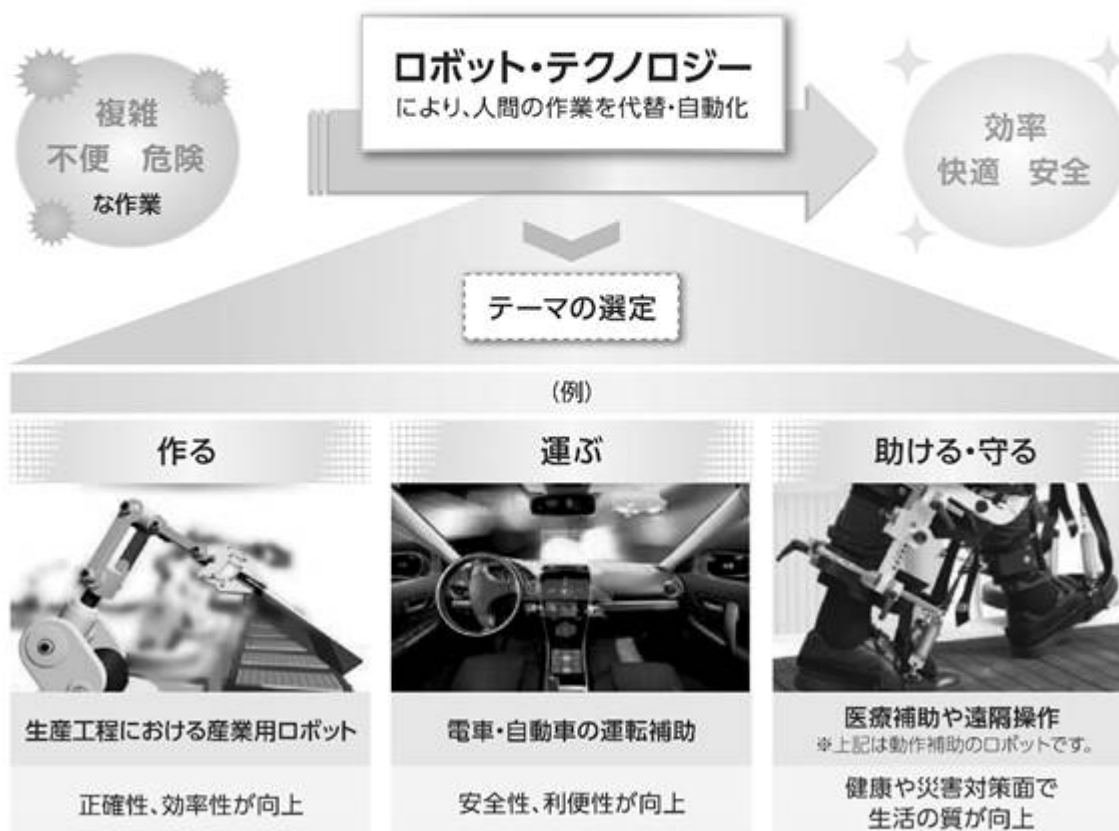 ロボット・テクノロジー
により、人間の作業を代替・自動化
複雑
不便 危険
な作業
効率
快適 安全
テーマの選定
(例)
作る
運ぶ
助ける・守る
生産工程における産業用ロボット
電車・自動車の運転補助
医療補助や遠隔操作
※上記は動作補助のロボットです。
正確性、効率性が向上
安全性、利便性が向上
健康や災害対策面で
生活の質が向上